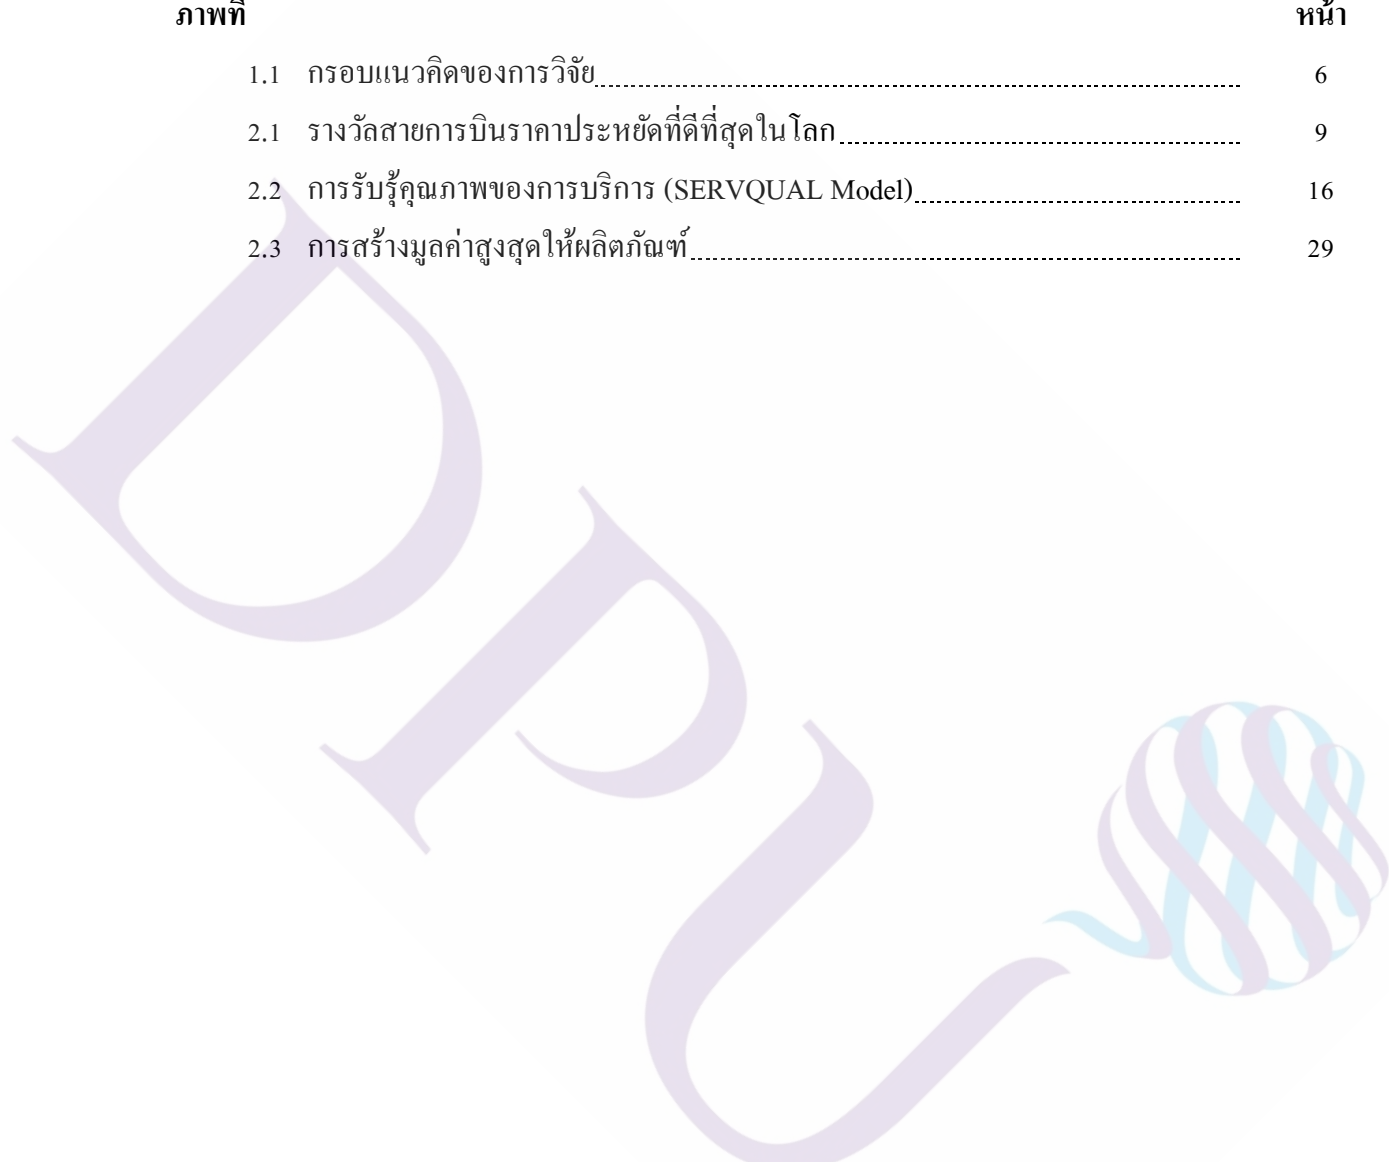 ภาพที่ หน้า
1.1 กรอบแนวคิดของการวิจัย 6
2.1 รางวัลสายการบินราคาประหยัดที่ดีที่สุดในโลก 9
2.2 การรับรู้คุณภาพของการบริการ (SERVQUAL Model) 16
2.3 การสร้างมูลค่าสูงสุดให้ผลิตภัณฑ์ 29
DPU